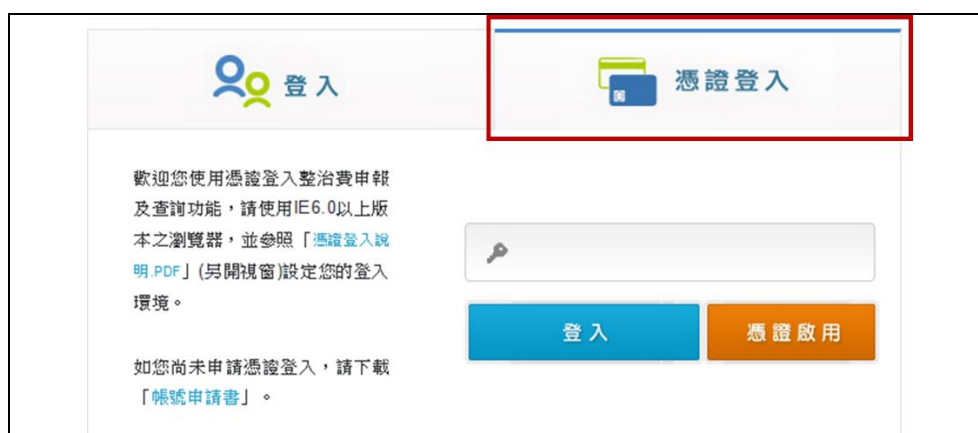 登入
憑證登入
歡迎您使用憑證登入整治費申報
及查詢功能，請使用IE6.0以上版
本之瀏覽器，並參照「憑證登入說
明.PDF」(另開視窗)設定您的登入
環境。
如您尚未申請憑證登入，請下載
「帳號申請書」。
登入
憑證啟用